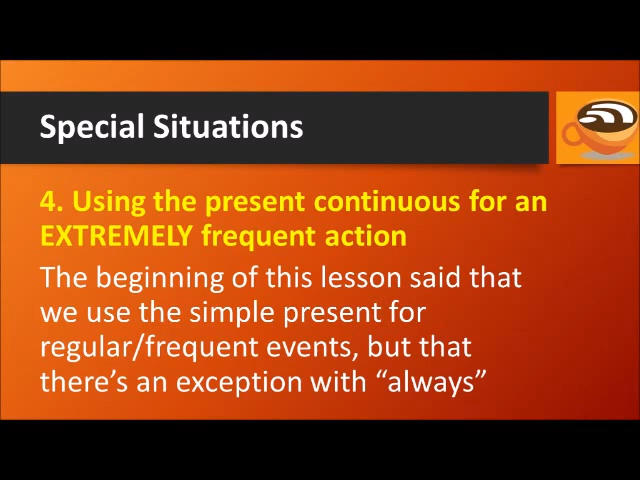 Special Situations
4. Using the present continuous for an
EXTREMELY frequent action
The beginning of this lesson said that
we use the simple present for
regular/frequent events, but that
there’s an exception with “always”